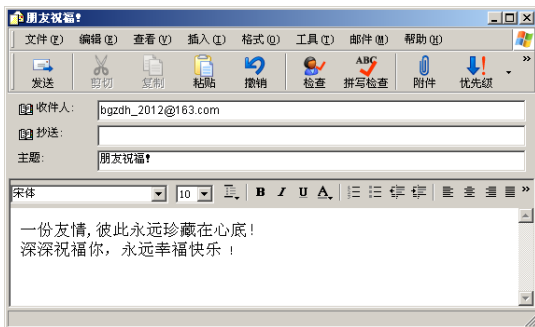 朋友祝福!
文件(F) 编辑(E) 查看(V) 插入(I) 格式(O) 工具(T) 邮件(M) 帮助(H)
发送 剪切 复制 粘贴 撤销 检查 拼写检查 附件 优先级 »
收件人: bgzdh_2012@163.com
抄送:
主题: 朋友祝福!
宋体 10 B I U A »
一份友情,彼此永远珍藏在心底!
深深祝福你，永远幸福快乐 !